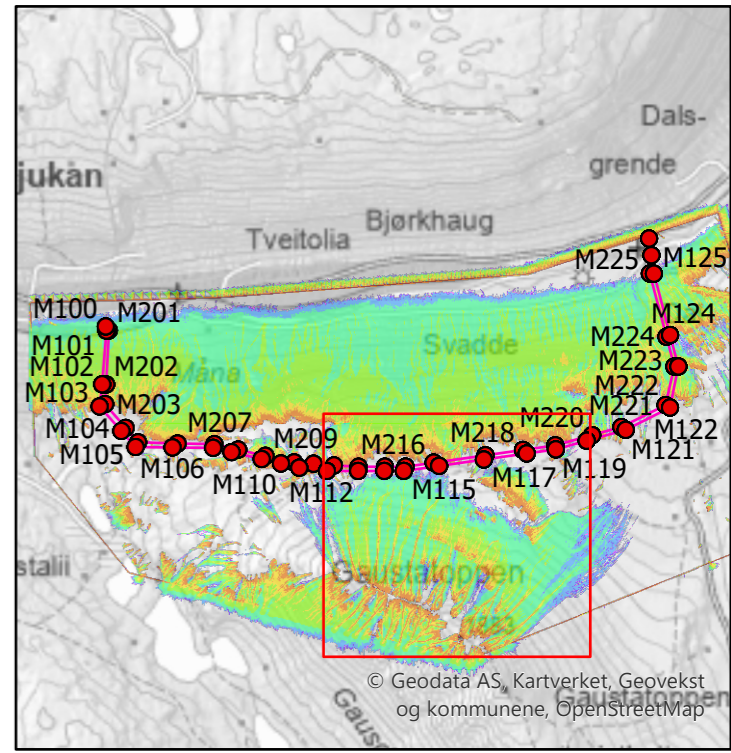 Dals-
grende
jukån
Bjørkhaug
Tveitolia
M225
M125
M100
M201
M124
M101
M224
Svadde
M102
M202
Måna
M223
M103
M222
M203
M221
M104
M207
M220
M122
M105
M209
M216
M218
M121
M106
M119
M110
M117
M112
M115
stalii
Gaustatoppen
1883
© Geodata AS, Kartverket, Geovekst
Gaustatoppen
og kommunene, OpenStreetMap